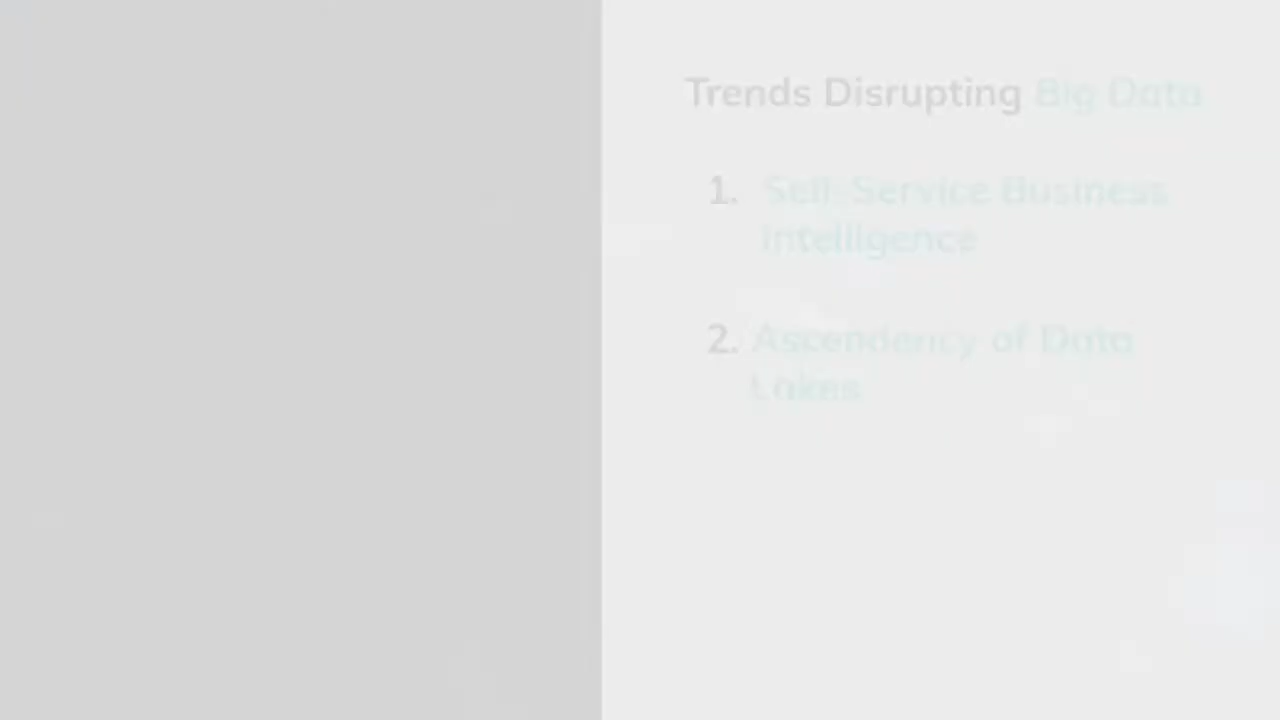 Trends Disrupting Big Data
1. Self-Service Business
Intelligence
2. Ascendency of Data
Lakes